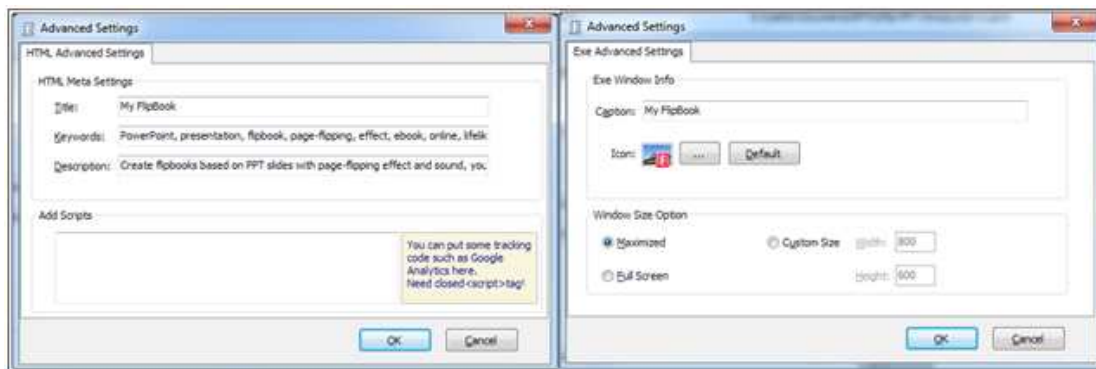 Advanced Settings
HTML Advanced Settings
HTML Meta Settings
Title: My FlipBook
Keywords: PowerPoint, presentation, flipbook, page-flipping, effect, ebook, online, lifelik
Description: Create flipbooks based on PPT slides with page-flipping effect and sound, you
Add Scripts
You can put some tracking
code such as Google
Analytics here.
Need closed <script>tag!
OK Cancel
Advanced Settings
Exe Advanced Settings
Exe Window Info
Caption: My FlipBook
Icon: ... Default
Window Size Option
Maximized Custom Size Width: 800
Full Screen Height: 600
OK Cancel